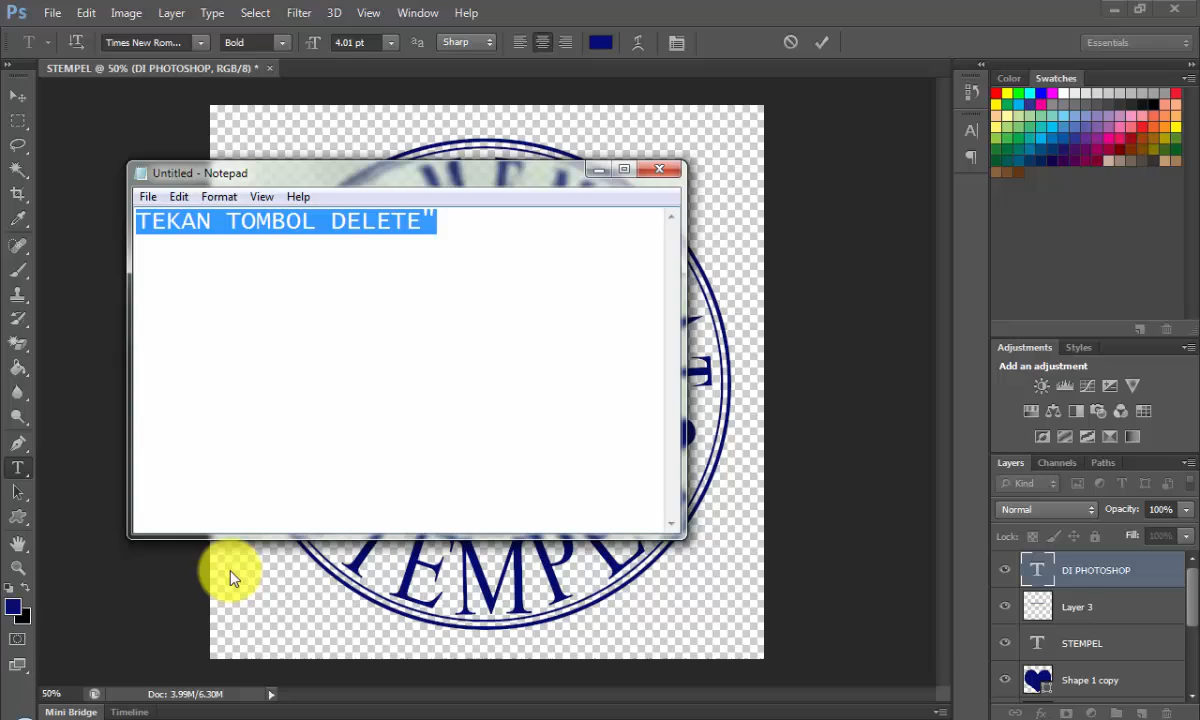 Ps File Edit Image Layer Type Select Filter 3D View Window Help
T Times New Rom... Bold 4.01 pt Sharp Essentials
STEMPEL @ 50% (DI PHOTOSHOP, RGB/8) *
Color Swatches
Untitled - Notepad
File Edit Format View Help
TEKAN TOMBOL DELETE"
TEMPEL
Adjustments Styles
Add an adjustment
Layers Channels Paths
Kind
Normal Opacity: 100%
Lock: Fill: 100%
T DI PHOTOSHOP
Layer 3
T STEMPEL
Shape 1 copy
50% Doc: 3.99M/6.30M
Mini Bridge Timeline